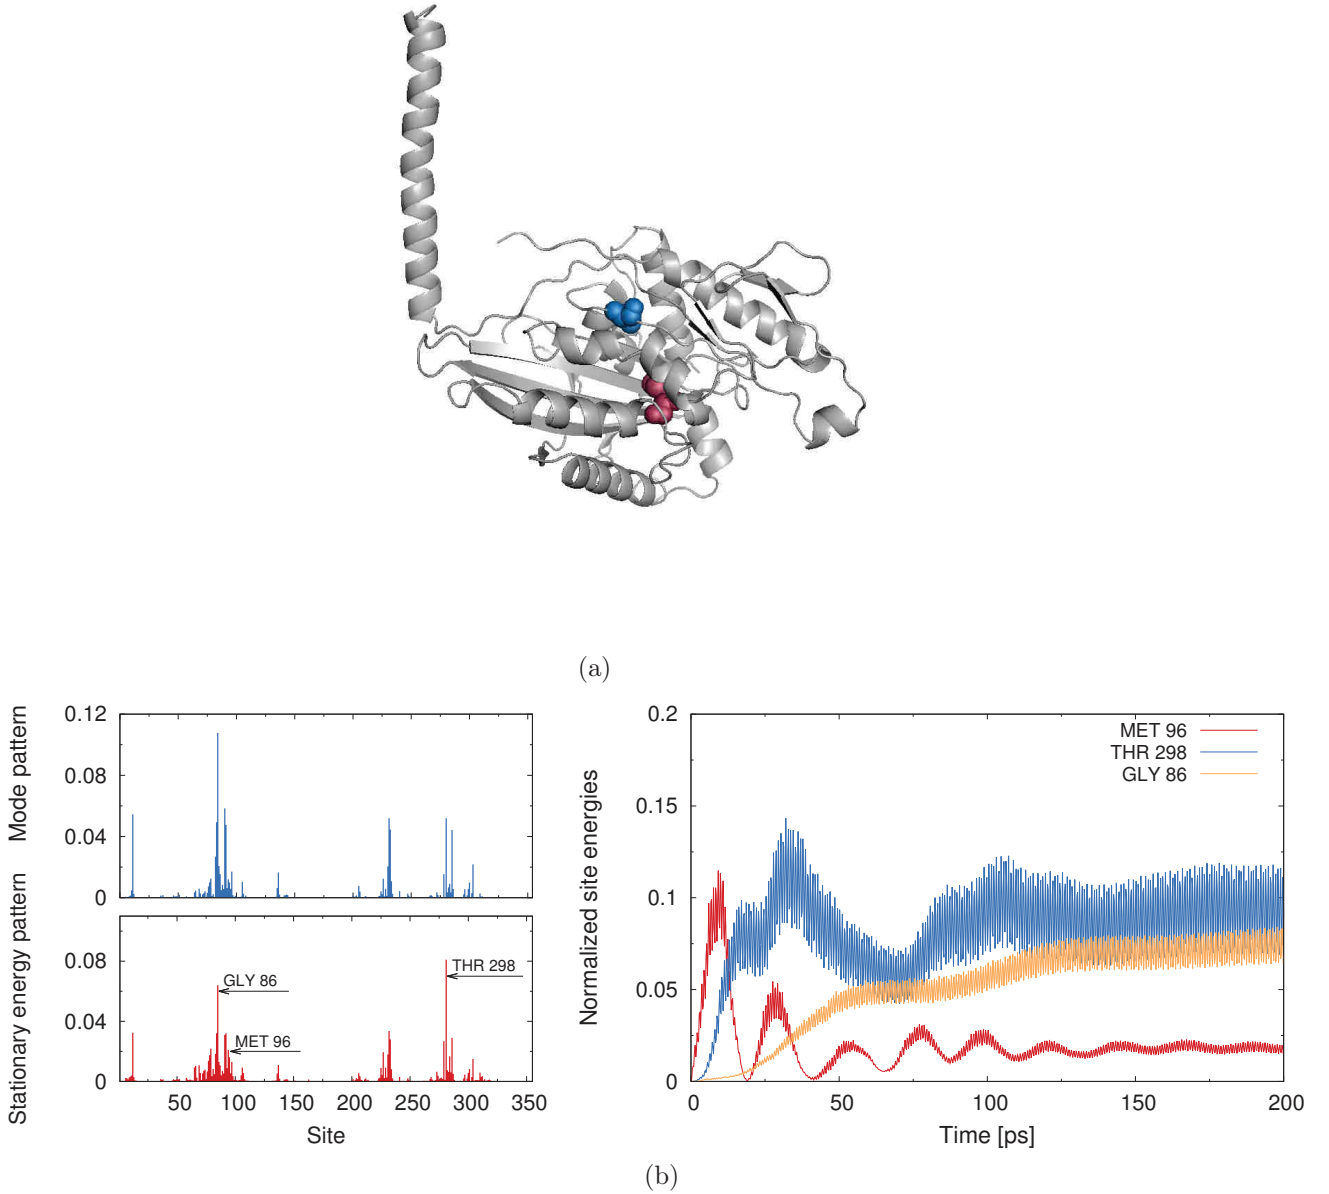 (a)
Mode pattern
0.12
0.08
0.04
0
Stationary energy pattern
0.08
0.04
0
GLY 86
MET 96
THR 298
50 100 150 200 250 300 350
Site
Normalized site energies
0.2
0.15
0.1
0.05
0
MET 96
THR 298
GLY 86
0 50 100 150 200
Time [ps]
(b)